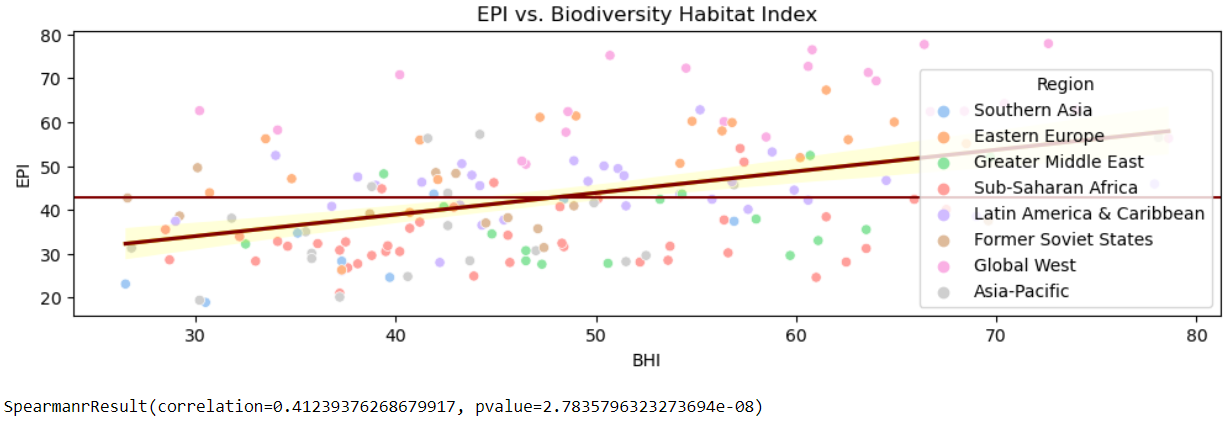 EPI vs. Biodiversity Habitat Index
80
70
60
50
40
30
20
EPI
Region
Southern Asia
Eastern Europe
Greater Middle East
Sub-Saharan Africa
Latin America & Caribbean
Former Soviet States
Global West
Asia-Pacific
30 40 50 60 70 80
BHI
SpearmanrResult(correlation=0.41239376268679917, pvalue=2.7835796323273694e-08)